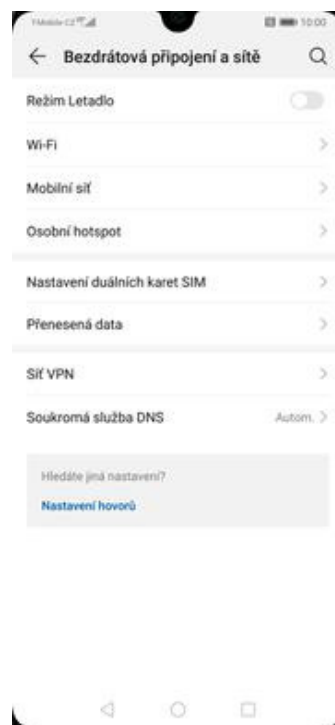 T-Mobile CZ 10:00
Bezdrátová připojení a sítě
Režim Letadlo
Wi-Fi
Mobilní síť
Osobní hotspot
Nastavení duálních karet SIM
Přenesená data
Síť VPN
Soukromá služba DNS Autom.
Hledáte jiná nastavení?
Nastavení hovorů